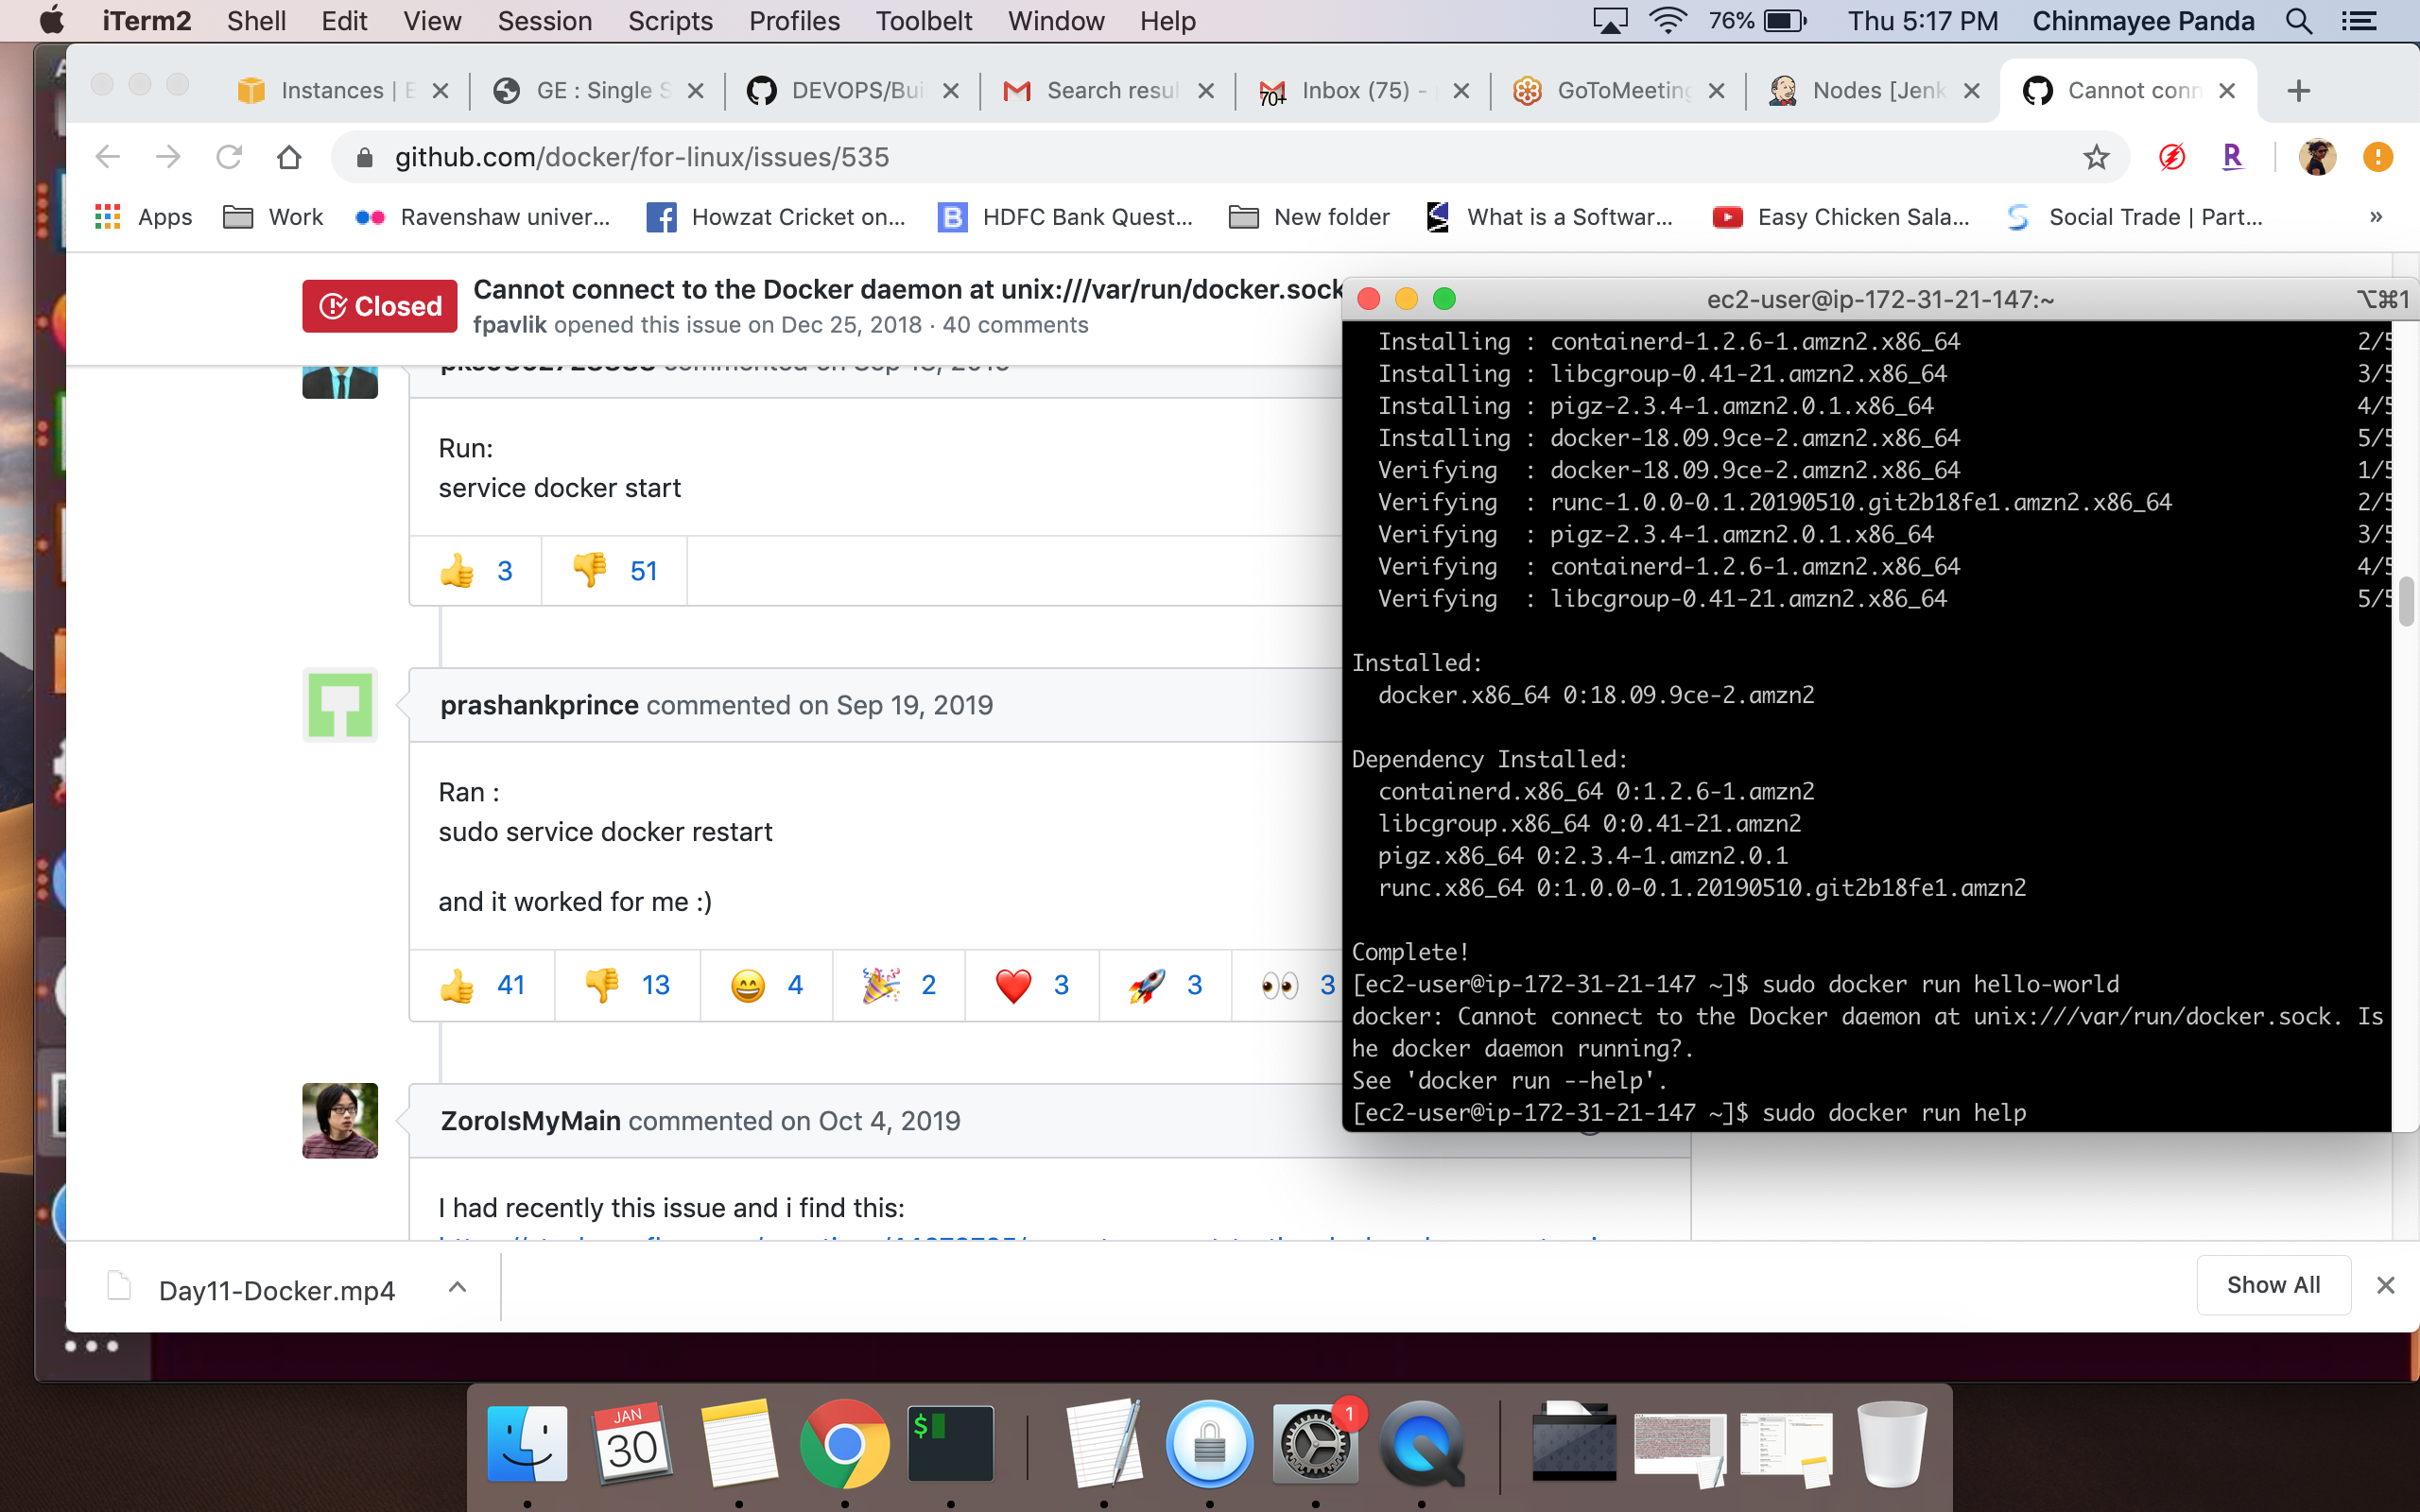 iTerm2 Shell Edit View Session Scripts Profiles Toolbelt Window Help 76% Thu 5:17 PM Chinmayee Panda
Instances | E GE : Single S DEVOPS/Bui Search resul 70+ Inbox (75) - GoToMeeting Nodes [Jenk Cannot conn
github.com/docker/for-linux/issues/535 R
Apps Work Ravenshaw univer... Howzat Cricket on... B HDFC Bank Quest... New folder What is a Softwar... Easy Chicken Sala... Social Trade | Part... »
Closed
Cannot connect to the Docker daemon at unix:///var/run/docker.sock
fpavlik opened this issue on Dec 25, 2018 · 40 comments
Run:
service docker start
3 51
prashankprince commented on Sep 19, 2019
Ran :
sudo service docker restart
and it worked for me :)
41 13 4 2 3 3 3
ZoroIsMyMain commented on Oct 4, 2019
I had recently this issue and i find this:
ec2-user@ip-172-31-21-147:~ ⌥⌘1
Installing : containerd-1.2.6-1.amzn2.x86_64 2/5
Installing : libcgroup-0.41-21.amzn2.x86_64 3/5
Installing : pigz-2.3.4-1.amzn2.0.1.x86_64 4/5
Installing : docker-18.09.9ce-2.amzn2.x86_64 5/5
Verifying : docker-18.09.9ce-2.amzn2.x86_64 1/5
Verifying : runc-1.0.0-0.1.20190510.git2b18fe1.amzn2.x86_64 2/5
Verifying : pigz-2.3.4-1.amzn2.0.1.x86_64 3/5
Verifying : containerd-1.2.6-1.amzn2.x86_64 4/5
Verifying : libcgroup-0.41-21.amzn2.x86_64 5/5
Installed:
docker.x86_64 0:18.09.9ce-2.amzn2
Dependency Installed:
containerd.x86_64 0:1.2.6-1.amzn2
libcgroup.x86_64 0:0.41-21.amzn2
pigz.x86_64 0:2.3.4-1.amzn2.0.1
runc.x86_64 0:1.0.0-0.1.20190510.git2b18fe1.amzn2
Complete!
[ec2-user@ip-172-31-21-147 ~]$ sudo docker run hello-world
docker: Cannot connect to the Docker daemon at unix:///var/run/docker.sock. Is
he docker daemon running?.
See 'docker run --help'.
[ec2-user@ip-172-31-21-147 ~]$ sudo docker run help
Day11-Docker.mp4 Show All
JAN
30
$
1